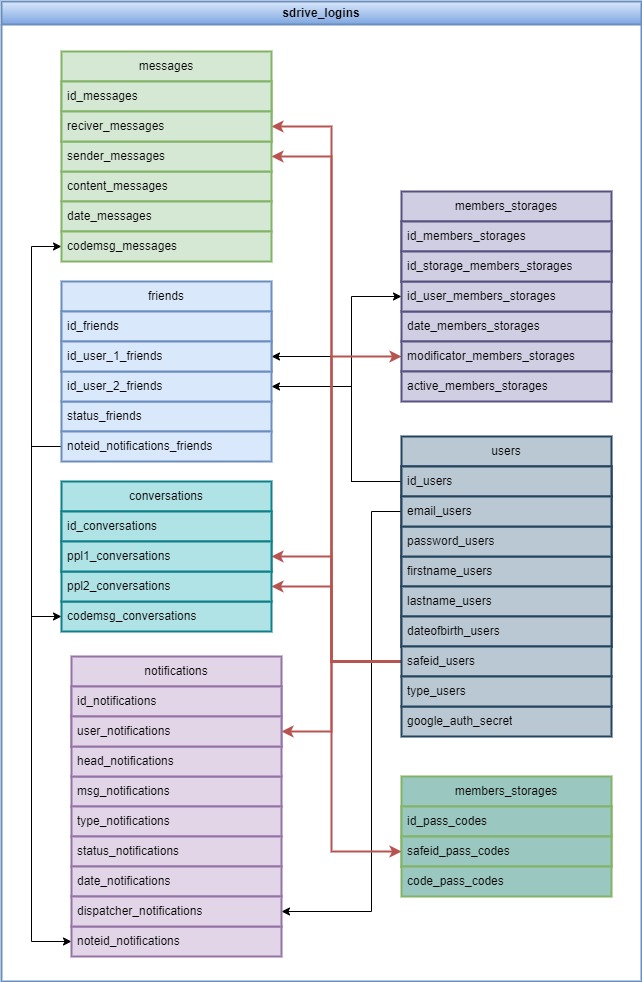 sdrive_logins
messages
id_messages
reciver_messages
sender_messages
content_messages
date_messages
codemsg_messages
friends
id_friends
id_user_1_friends
id_user_2_friends
status_friends
noteid_notifications_friends
conversations
id_conversations
ppl1_conversations
ppl2_conversations
codemsg_conversations
notifications
id_notifications
user_notifications
head_notifications
msg_notifications
type_notifications
status_notifications
date_notifications
dispatcher_notifications
noteid_notifications
members_storages
id_members_storages
id_storage_members_storages
id_user_members_storages
date_members_storages
modificator_members_storages
active_members_storages
users
id_users
email_users
password_users
firstname_users
lastname_users
dateofbirth_users
safeid_users
type_users
google_auth_secret
members_storages
id_pass_codes
safeid_pass_codes
code_pass_codes